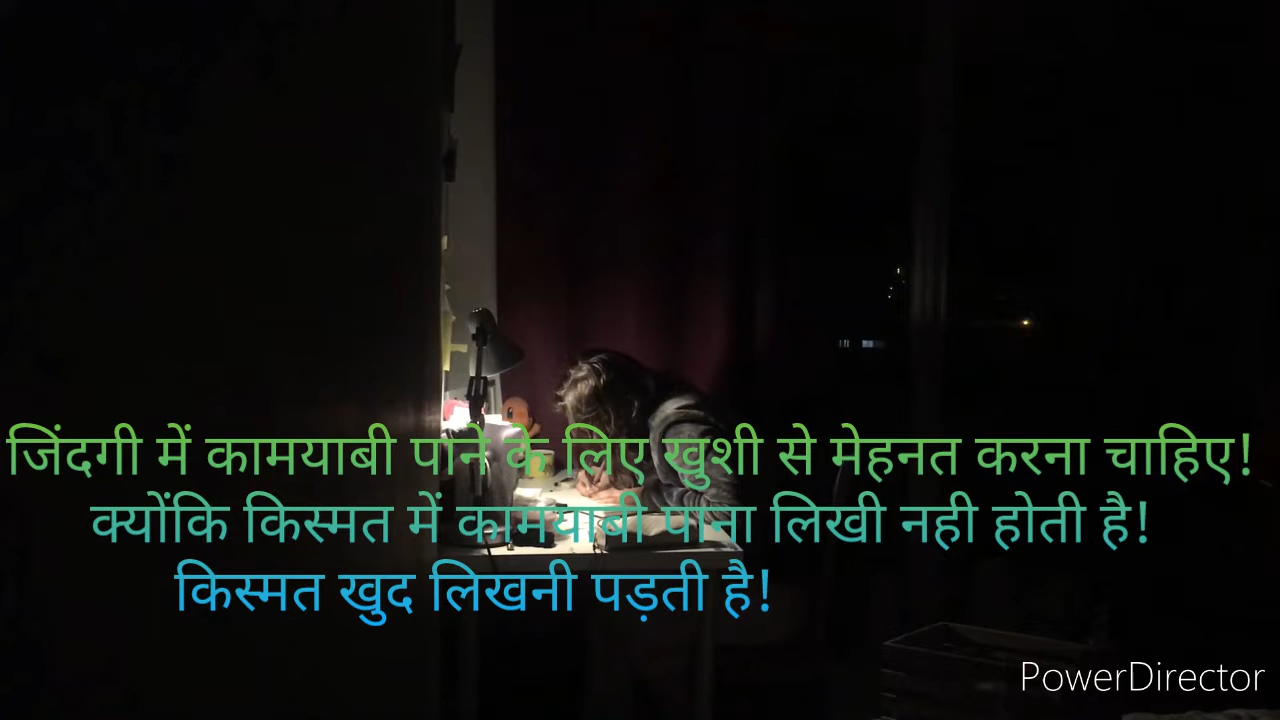 जिंदगी में कामयाबी पाने के लिए खुशी से मेहनत करना चाहिए!
क्योंकि किस्मत में कामयाबी पाना लिखी नही होती है!
किस्मत खुद लिखनी पड़ती है!
PowerDirector